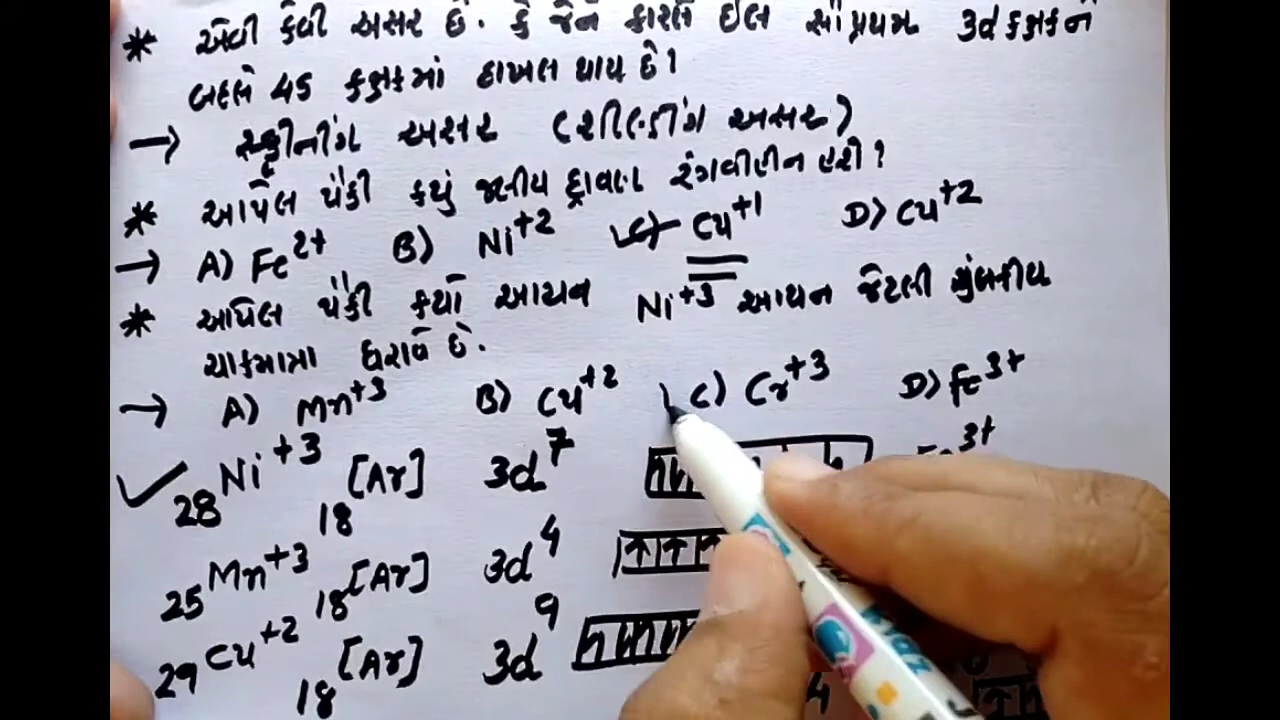 * એવી કેવી અસર છે. કે જેને કારણે ઇલે સૌપ્રથમ 3d કક્ષકને
બદલે 4s કક્ષકમાં દાખલ થાય છે?
→ સ્ક્રીનીંગ અસર (શીલ્ડીંગ અસર)
* આપેલ પૈકી કયું જલીય દ્રાવણ રંગવીહીન હશે?
→ A) Fe2+ B) Ni+2 C) Cu+1 D) Cu+2
* આપેલ પૈકી કયો આયન Ni+3 આયન જેટલી ચુંબકીય
ચાકમાત્રા ધરાવે છે.
→ A) Mn+3 B) Cu+2 C) Cr+3 D) Fe3+
28Ni+3 18[Ar] 3d7 3+
25Mn+3 18[Ar] 3d4
29Cu+2 18[Ar] 3d9
4